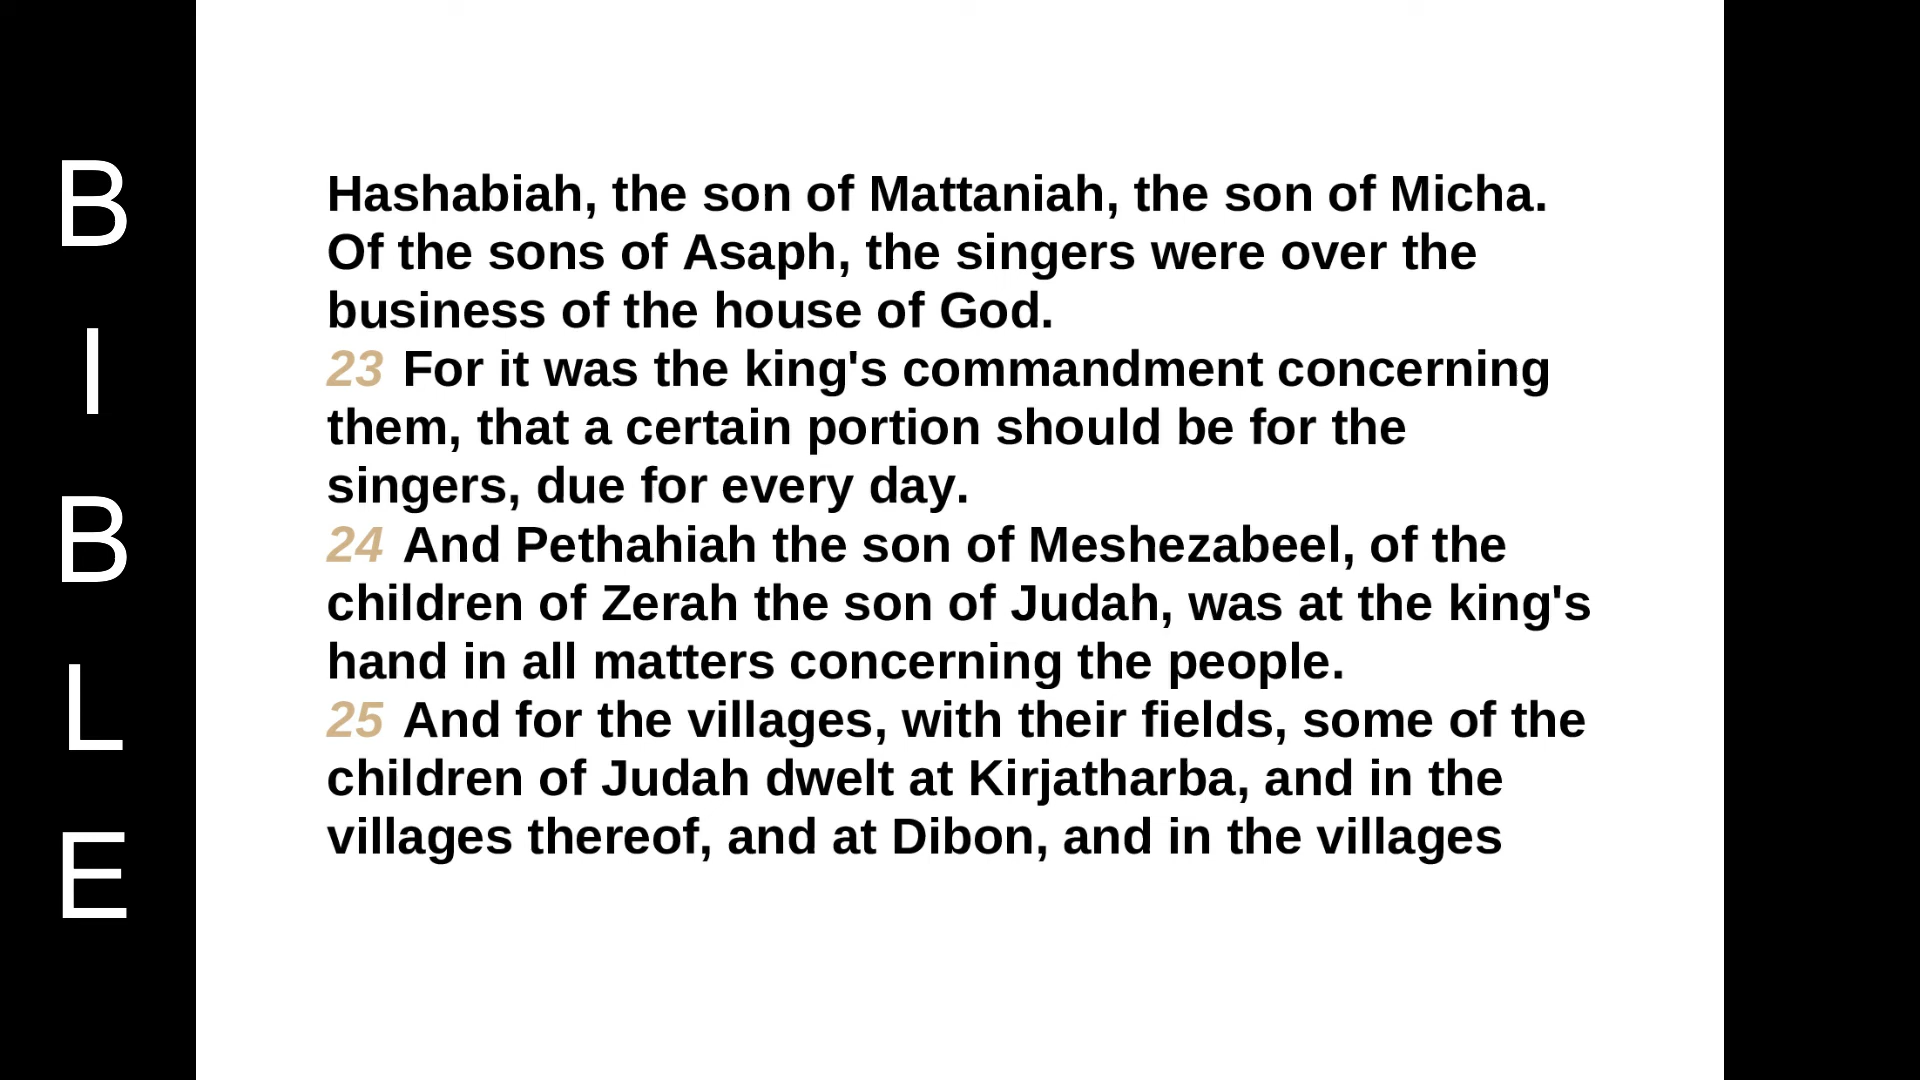 BIBLE
Hashabiah, the son of Mattaniah, the son of Micha.
Of the sons of Asaph, the singers were over the
business of the house of God.
23 For it was the king's commandment concerning
them, that a certain portion should be for the
singers, due for every day.
24 And Pethahiah the son of Meshezabeel, of the
children of Zerah the son of Judah, was at the king's
hand in all matters concerning the people.
25 And for the villages, with their fields, some of the
children of Judah dwelt at Kirjatharba, and in the
villages thereof, and at Dibon, and in the villages